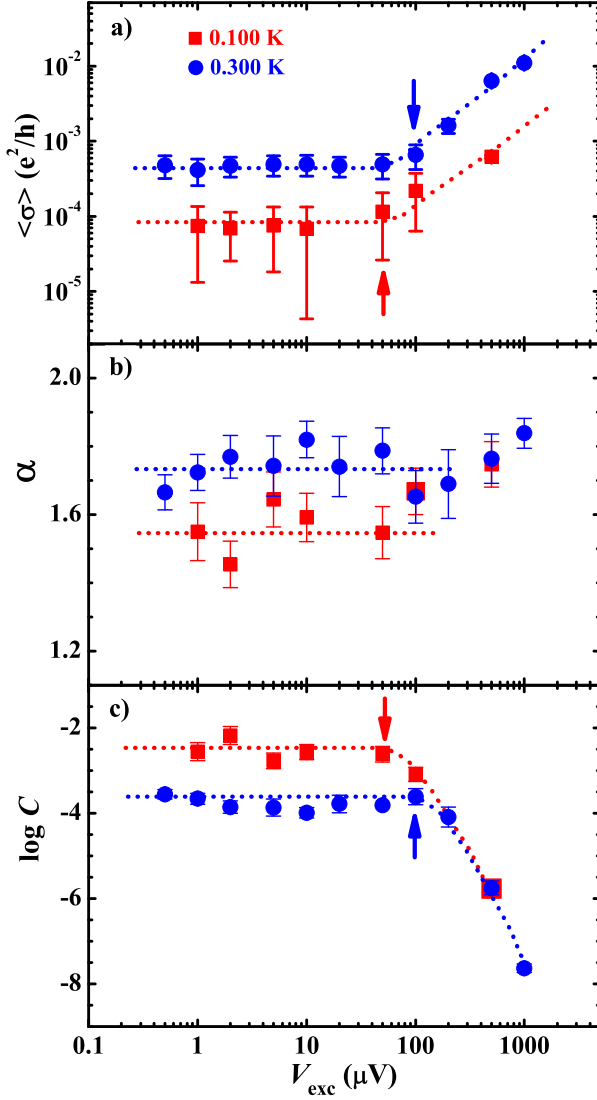 a)
0.100 K
0.300 K
10⁻²
10⁻³
10⁻⁴
10⁻⁵
<σ> (e²/h)
b)
2.0
1.6
1.2
α
c)
-2
-4
-6
-8
log C
0.1 1 10 100 1000
V_exc (μV)